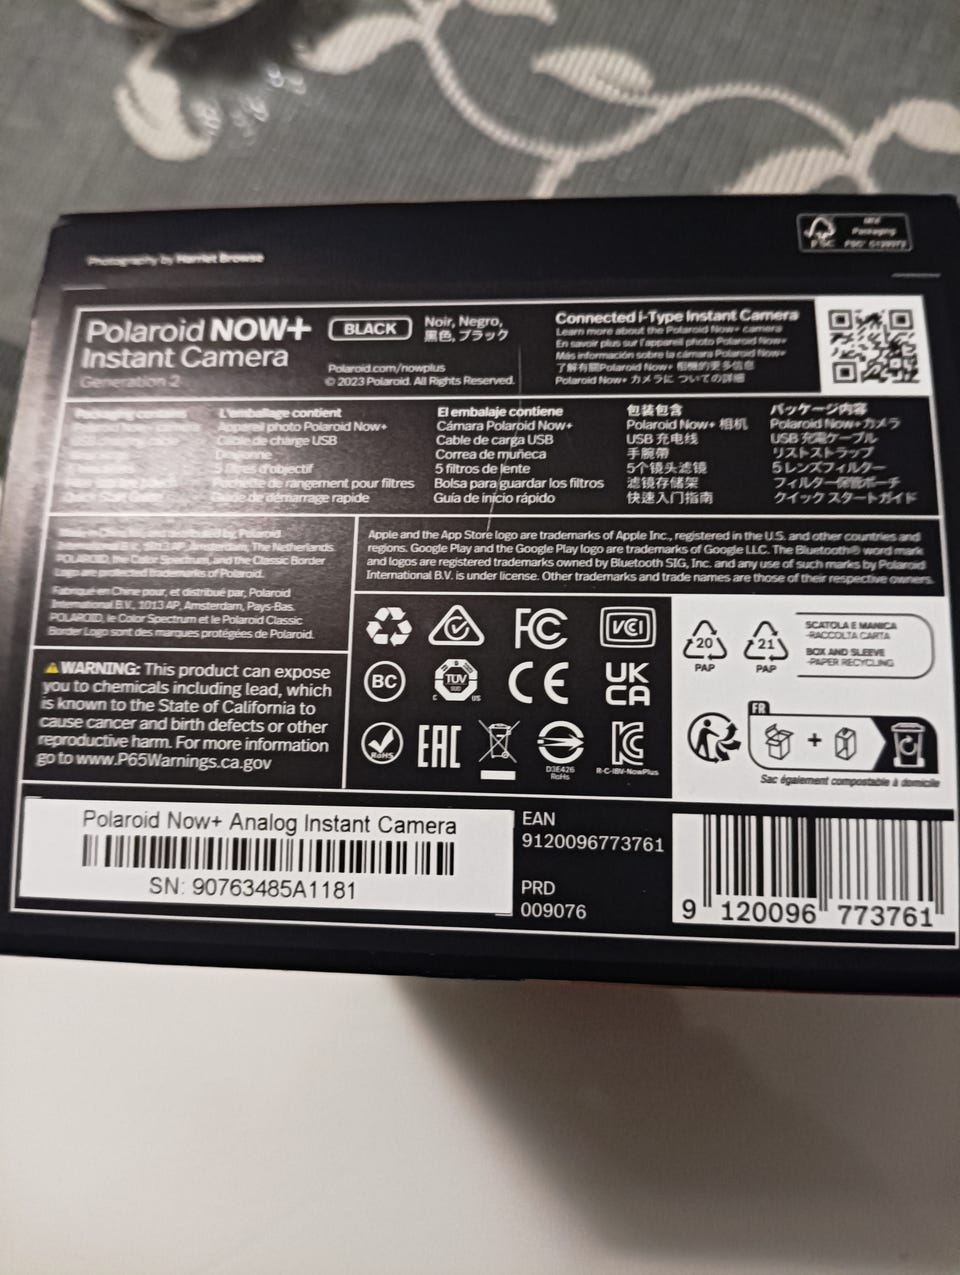 Photography by Harriet Browse
FSC
MIX
Packaging
Polaroid NOW+
Instant Camera
Generation 2
BLACK
Noir, Negro,
黑色, ブラック
Polaroid.com/nowplus
© 2023 Polaroid. All Rights Reserved.
Connected i-Type Instant Camera
Learn more about the Polaroid Now+ camera
En savoir plus sur l'appareil photo Polaroid Now+
Más información sobre la cámara Polaroid Now+
了解有關Polaroid Now+ 相機的更多信息
Polaroid Now+ カメラに ついての詳細
Packaging contains
Polaroid Now+ camera
Quick Start Guide
L'emballage contient
Appareil photo Polaroid Now+
Câble de charge USB
Dragonne
5 filtres d'objectif
Pochette de rangement pour filtres
Guide de démarrage rapide
El embalaje contiene
Cámara Polaroid Now+
Cable de carga USB
Correa de muñeca
5 filtros de lente
Bolsa para guardar los filtros
Guía de inicio rápido
包装包含
Polaroid Now+ 相机
USB 充电线
手腕带
5个镜头滤镜
滤镜存储架
快速入门指南
パッケージ内容
Polaroid Now+カメラ
USB 充電ケーブル
リストストラップ
5 レンズフィルター
フィルター保管ポーチ
クイック スタートガイド
distributed by, Polaroid
1013 AP, Amsterdam, The Netherlands.
POLAROID, the Color Spectrum, and the Classic Border
Logo are protected trademarks of Polaroid.
Fabriqué en Chine pour, et distribué par, Polaroid
International B.V., 1013 AP, Amsterdam, Pays-Bas.
POLAROID, le Color Spectrum et le Polaroid Classic
Border Logo sont des marques protégées de Polaroid.
Apple and the App Store logo are trademarks of Apple Inc., registered in the U.S. and other countries and
regions. Google Play and the Google Play logo are trademarks of Google LLC. The Bluetooth® word mark
and logos are registered trademarks owned by Bluetooth SIG, Inc. and any use of such marks by Polaroid
International B.V. is under license. Other trademarks and trade names are those of their respective owners.
WARNING: This product can expose
you to chemicals including lead, which
is known to the State of California to
cause cancer and birth defects or other
reproductive harm. For more information
go to www.P65Warnings.ca.gov
FC
VCI
BC
TÜV
SUD
C US
CE
UK
CA
RoHS
EAC
D3E426
RoHs
R-C-IBV-NowPlus
20
PAP
21
PAP
SCATOLA E MANICA
-RACCOLTA CARTA
BOX AND SLEEVE
-PAPER RECYCLING
FR
+
Sac également compostable à domicile
Polaroid Now+ Analog Instant Camera
SN: 90763485A1181
EAN
9120096773761
PRD
009076
9 120096 773761